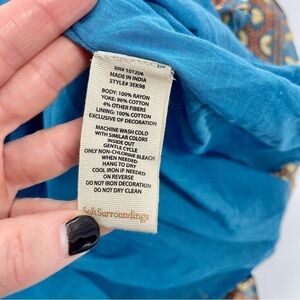 RN# 101206
MADE IN INDIA
STYLE# 3EK98
BODY: 100% RAYON
YOKE: 96% COTTON
4% OTHER FIBERS
LINING: 100% COTTON
EXCLUSIVE OF DECORATION
MACHINE WASH COLD
WITH SIMILAR COLORS
INSIDE OUT
GENTLE CYCLE
ONLY NON-CHLORINE BLEACH
WHEN NEEDED
HANG TO DRY
COOL IRON IF NEEDED
ON REVERSE
DO NOT IRON DECORATION
DO NOT DRY CLEAN
Soft Surroundings